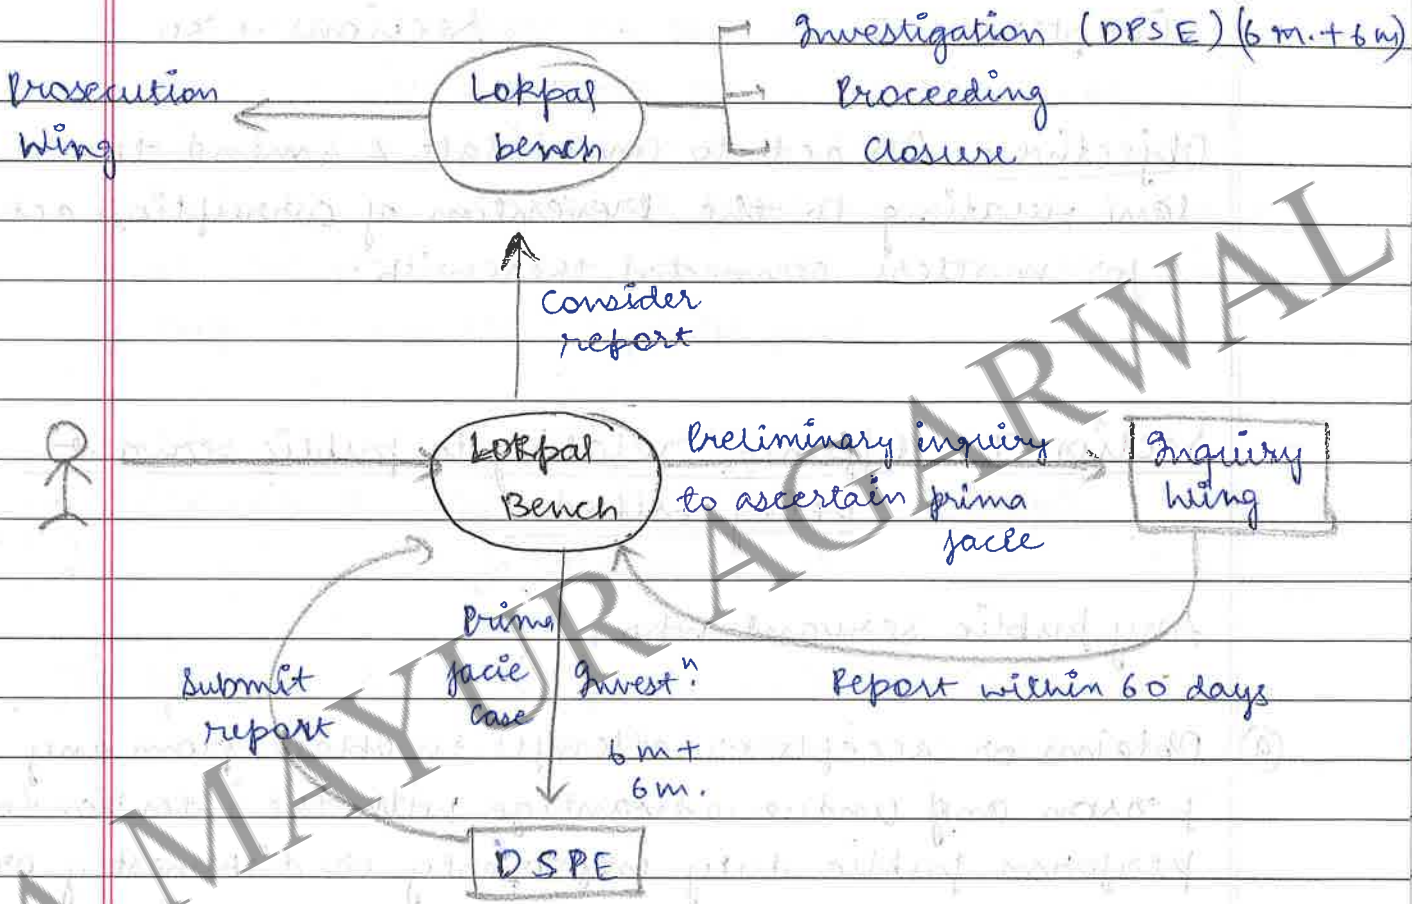 Investigation (DPSE) (6 m. + 6 m)
Prosecution
Wing
Lokpal
bench
Proceeding
Closure
Consider
report
Lokpal
Bench
Preliminary inquiry
to ascertain prima
facie
Inquiry
Wing
Prima
facie
case
Investⁿ.
6 m +
6 m.
Submit
report
Report within 60 days
DSPE
MAYUR AGARWAL